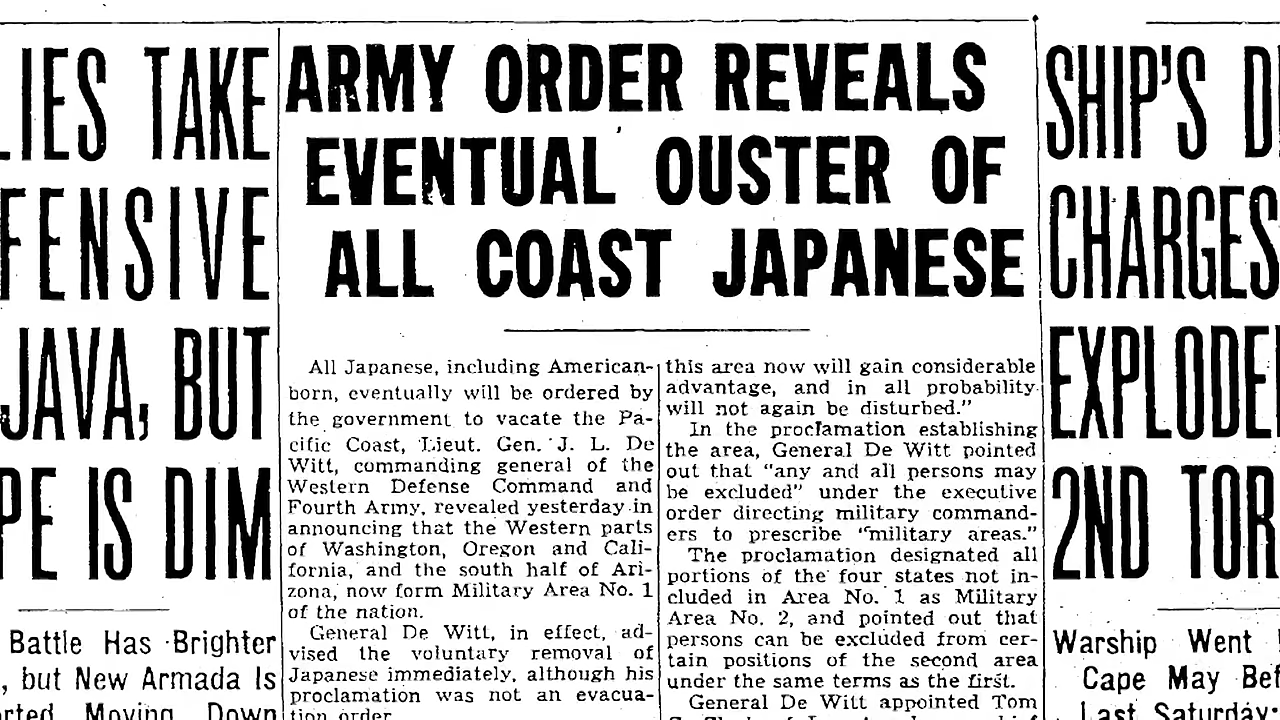 LIES TAKE
FENSIVE
JAVA, BUT
PE IS DIM
Battle Has Brighter
, but New Armada Is
Moving Down
ARMY ORDER REVEALS
EVENTUAL OUSTER OF
ALL COAST JAPANESE
All Japanese, including American-
born, eventually will be ordered by
the government to vacate the Pa-
cific Coast, Lieut. Gen. J. L. De
Witt, commanding general of the
Western Defense Command and
Fourth Army, revealed yesterday in
announcing that the Western parts
of Washington, Oregon and Cali-
fornia, and the south half of Ari-
zona, now form Military Area No. 1
of the nation.
General De Witt, in effect, ad-
vised the voluntary removal of
Japanese immediately, although his
proclamation was not an evacua-
tion order.
this area now will gain considerable
advantage, and in all probability
will not again be disturbed."
In the proclamation establishing
the area, General De Witt pointed
out that "any and all persons may
be excluded" under the executive
order directing military command-
ers to prescribe "military areas."
The proclamation designated all
portions of the four states not in-
cluded in Area No. 1 as Military
Area No. 2, and pointed out that
persons can be excluded from cer-
tain positions of the second area
under the same terms as the first.
General De Witt appointed Tom
SHIP'S D
CHARGES
EXPLODE
2ND TOR
Warship Went
Cape May Bef
Last Saturday: